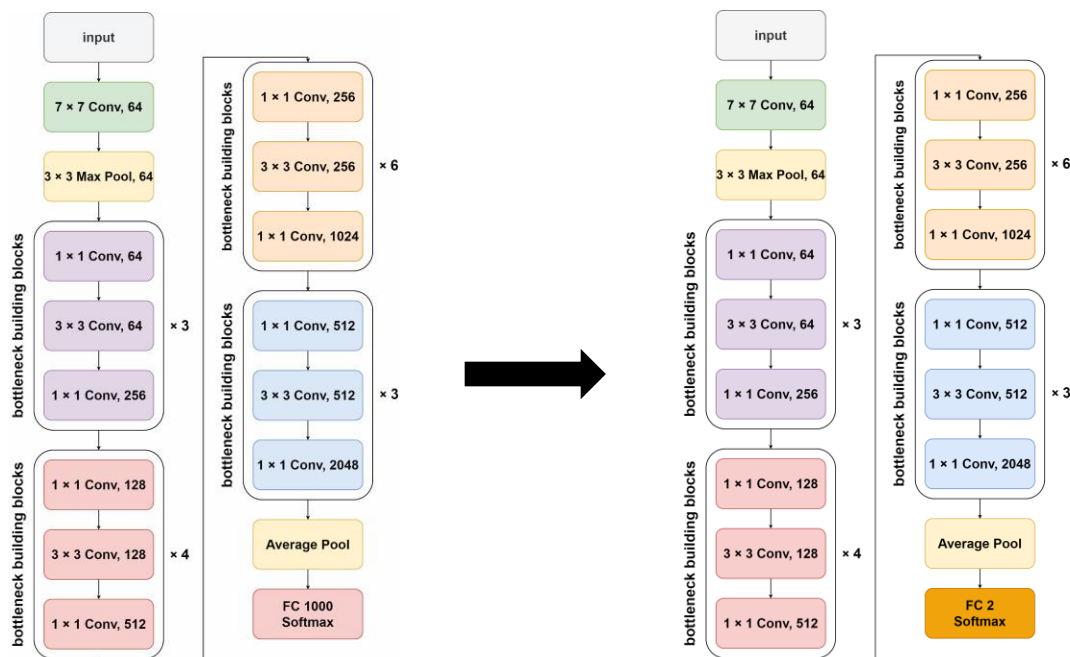 input
7 × 7 Conv, 64
3 × 3 Max Pool, 64
bottleneck building blocks
1 × 1 Conv, 64
3 × 3 Conv, 64
1 × 1 Conv, 256
× 3
bottleneck building blocks
1 × 1 Conv, 128
3 × 3 Conv, 128
1 × 1 Conv, 512
× 4
bottleneck building blocks
1 × 1 Conv, 256
3 × 3 Conv, 256
1 × 1 Conv, 1024
× 6
bottleneck building blocks
1 × 1 Conv, 512
3 × 3 Conv, 512
1 × 1 Conv, 2048
× 3
Average Pool
FC 1000
Softmax
input
7 × 7 Conv, 64
3 × 3 Max Pool, 64
bottleneck building blocks
1 × 1 Conv, 64
3 × 3 Conv, 64
1 × 1 Conv, 256
× 3
bottleneck building blocks
1 × 1 Conv, 128
3 × 3 Conv, 128
1 × 1 Conv, 512
× 4
bottleneck building blocks
1 × 1 Conv, 256
3 × 3 Conv, 256
1 × 1 Conv, 1024
× 6
bottleneck building blocks
1 × 1 Conv, 512
3 × 3 Conv, 512
1 × 1 Conv, 2048
× 3
Average Pool
FC 2
Softmax